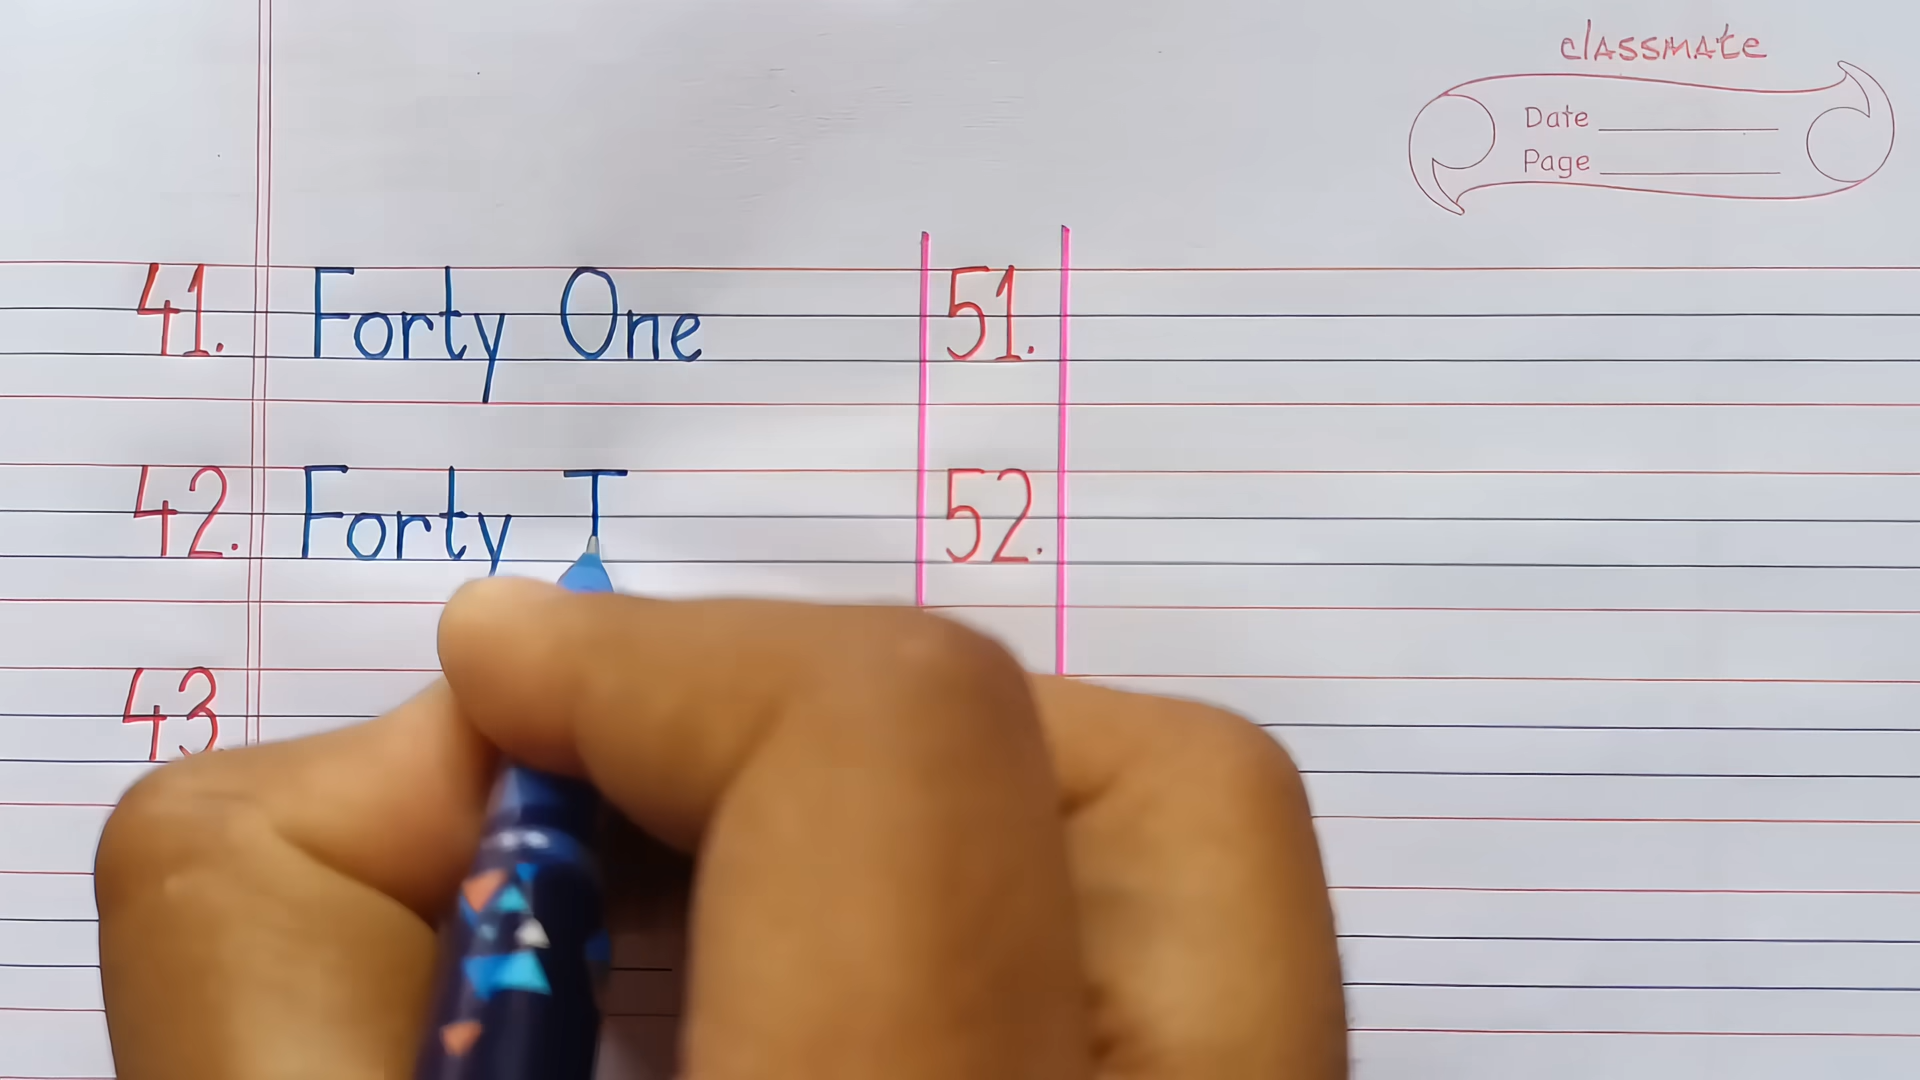 classmate
Date
Page
41. Forty One 51.
42. Forty T 52.
43.